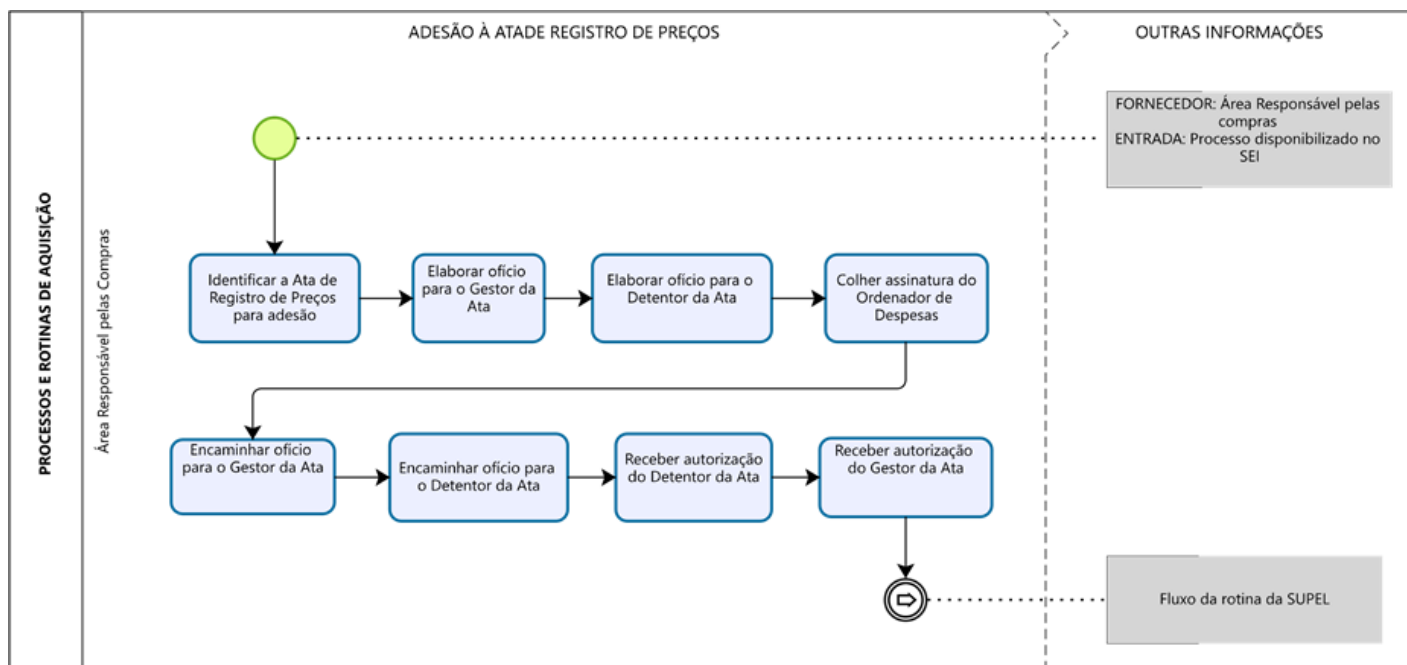 ADESÃO À ATADE REGISTRO DE PREÇOS
OUTRAS INFORMAÇÕES
PROCESSOS E ROTINAS DE AQUISIÇÃO
Área Responsável pelas Compras
FORNECEDOR: Área Responsável pelas
compras
ENTRADA: Processo disponibilizado no
SEI
Identificar a Ata de
Registro de Preços
para adesão
Elaborar ofício
para o Gestor da
Ata
Elaborar ofício para o
Detentor da Ata
Colher assinatura do
Ordenador de
Despesas
Encaminhar ofício
para o Gestor da Ata
Encaminhar ofício para
o Detentor da Ata
Receber autorização
do Detentor da Ata
Receber autorização
do Gestor da Ata
Fluxo da rotina da SUPEL